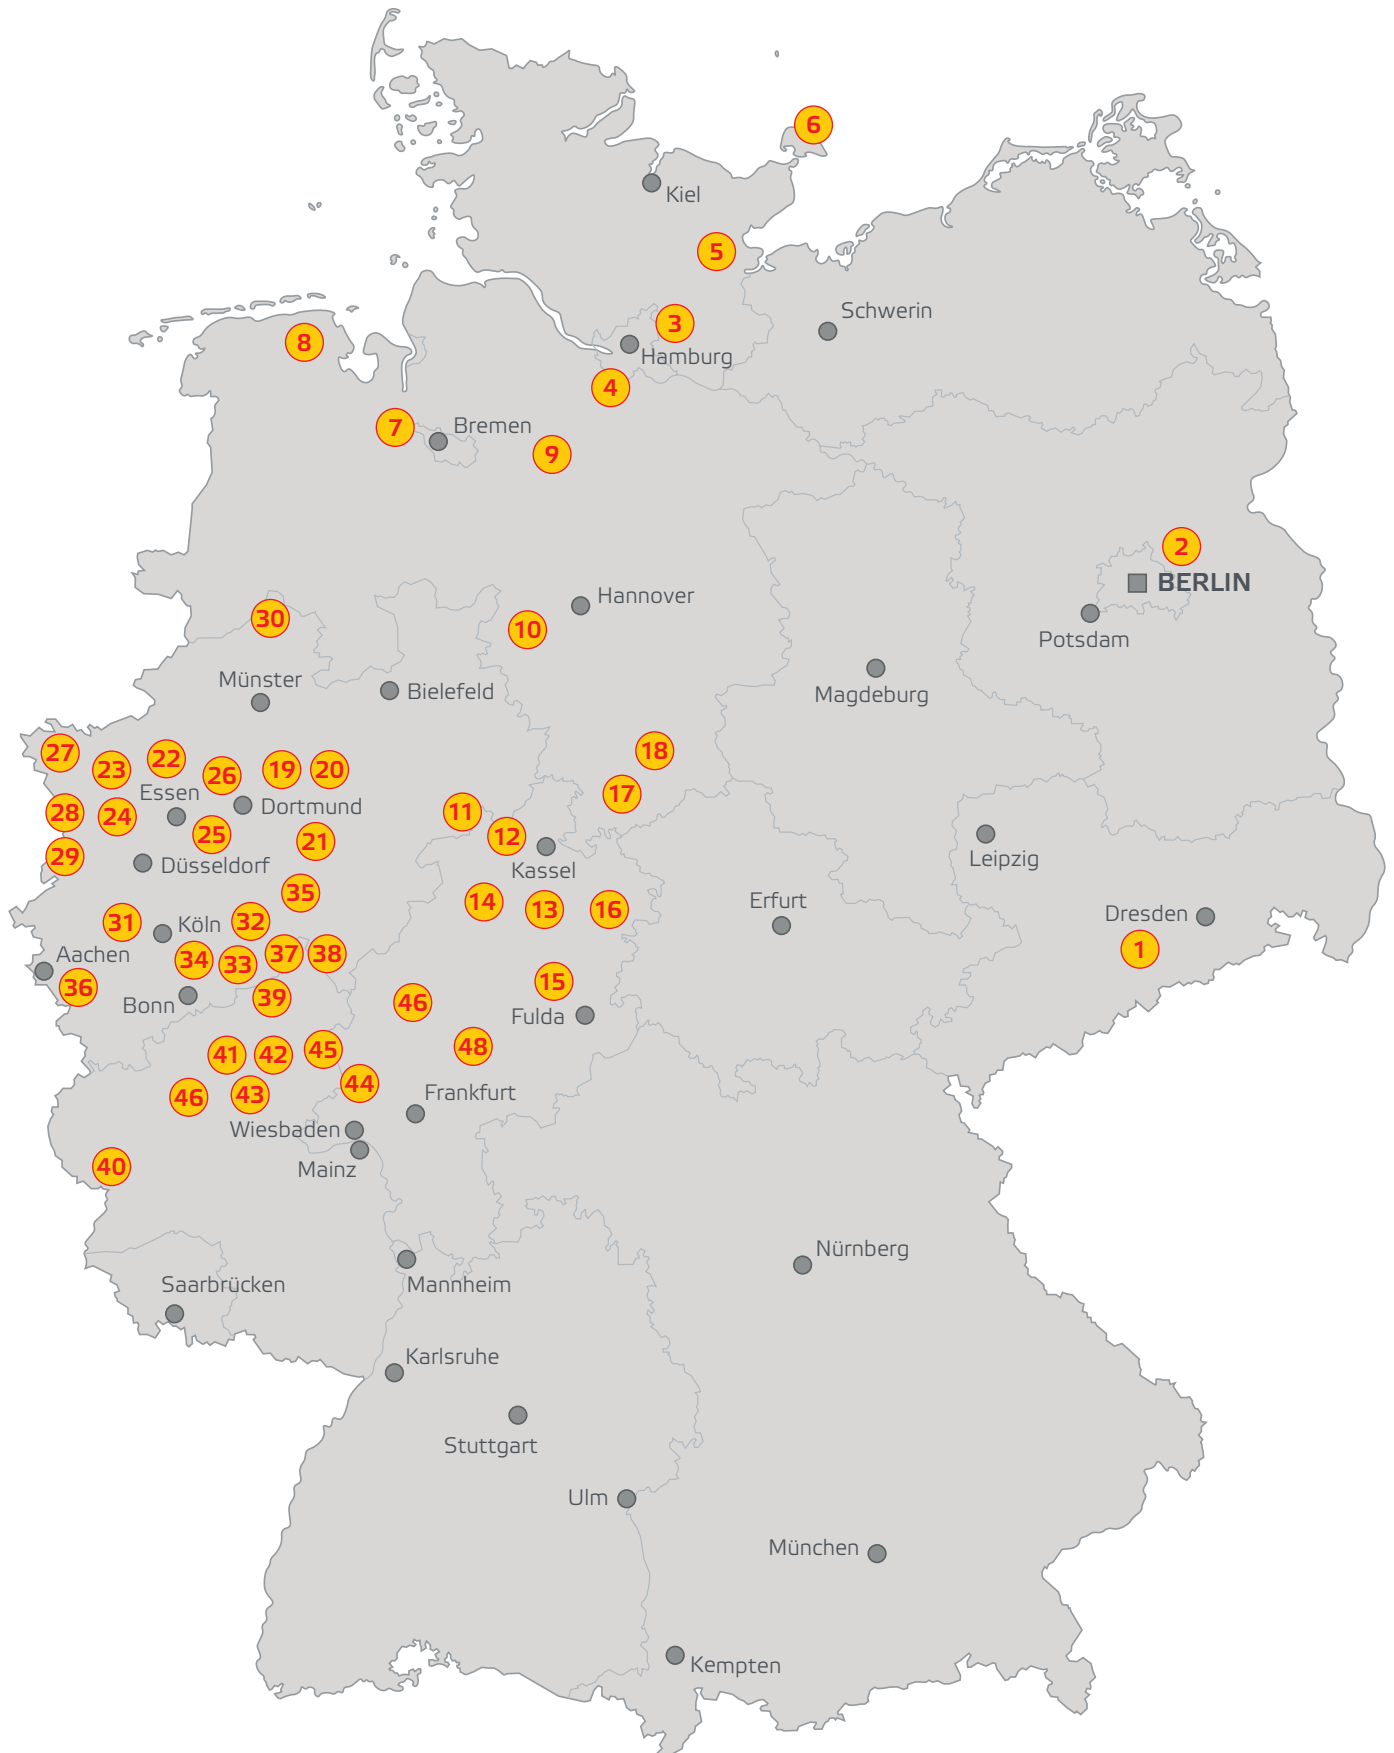 6
Kiel
5
Schwerin
3
8
Hamburg
4
Bremen
7
9
2
BERLIN
Hannover
30
10
Potsdam
Münster
Bielefeld
Magdeburg
27
23
22
26
19
20
18
Essen
17
28
24
Dortmund
11
25
21
12
Leipzig
29
Düsseldorf
Kassel
35
14
13
16
Erfurt
31
Köln
32
Dresden
Aachen
34
33
37
38
1
36
Bonn
39
46
15
Fulda
41
42
45
48
46
43
44
Frankfurt
Wiesbaden
40
Mainz
Nürnberg
Saarbrücken
Mannheim
Karlsruhe
Stuttgart
Ulm
München
Kempten